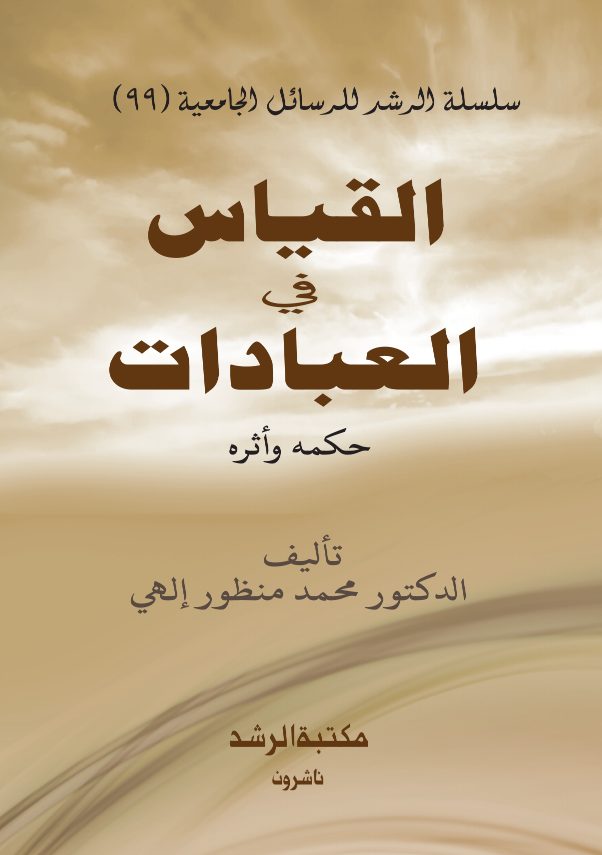 سلسلة الرشد للرسائل الجامعية (٩٩)
القياس
في
العبادات
حكمه وأثره
تأليف
الدكتور محمد منظور إلهي
مكتبة الرشد
ناشرون